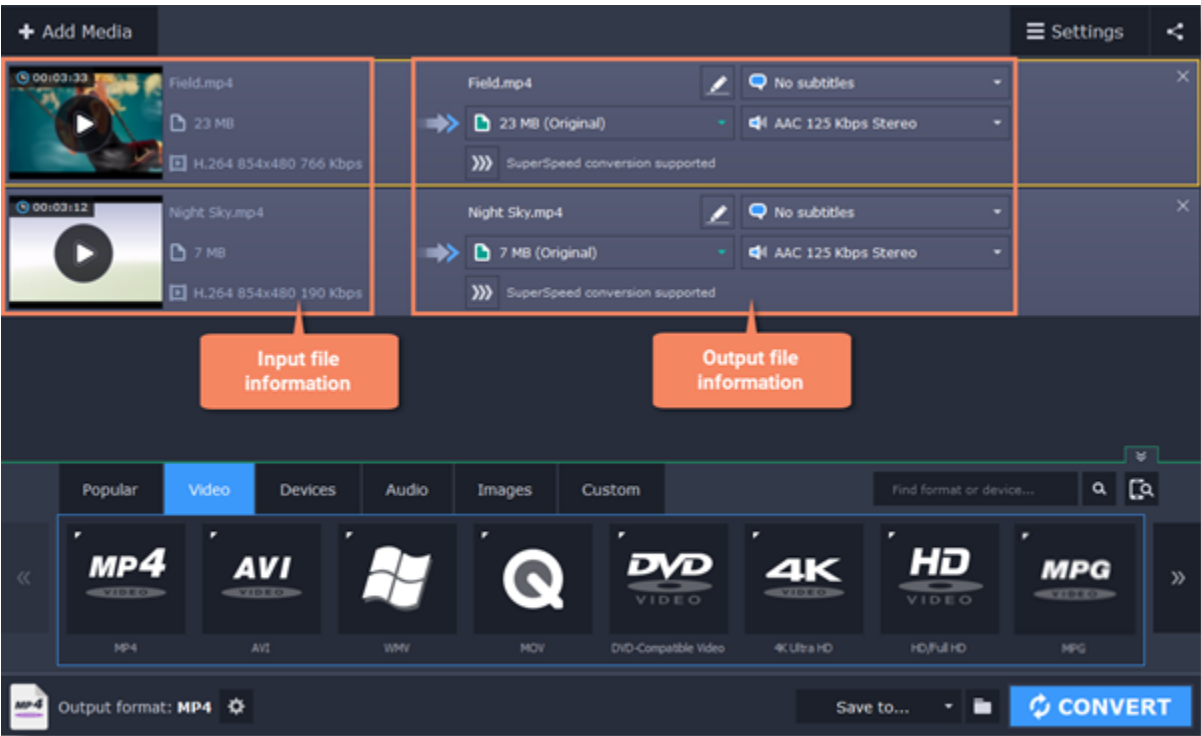 Add Media
Settings
00:03:33
Field.mp4
23 MB
H.264 854x480 766 Kbps
Field.mp4
No subtitles
23 MB (Original)
AAC 125 Kbps Stereo
SuperSpeed conversion supported
00:03:12
Night Sky.mp4
7 MB
H.264 854x480 190 Kbps
Night Sky.mp4
No subtitles
7 MB (Original)
AAC 125 Kbps Stereo
SuperSpeed conversion supported
Input file
information
Output file
information
Popular Video Devices Audio Images Custom
Find format or device...
MP4 VIDEO
AVI VIDEO
DVD VIDEO
4K VIDEO
HD VIDEO
MPG VIDEO
MP4 AVI WMV MOV DVD-Compatible Video 4K Ultra HD HD/Full HD MPG
MP4
Output format: MP4
Save to...
CONVERT